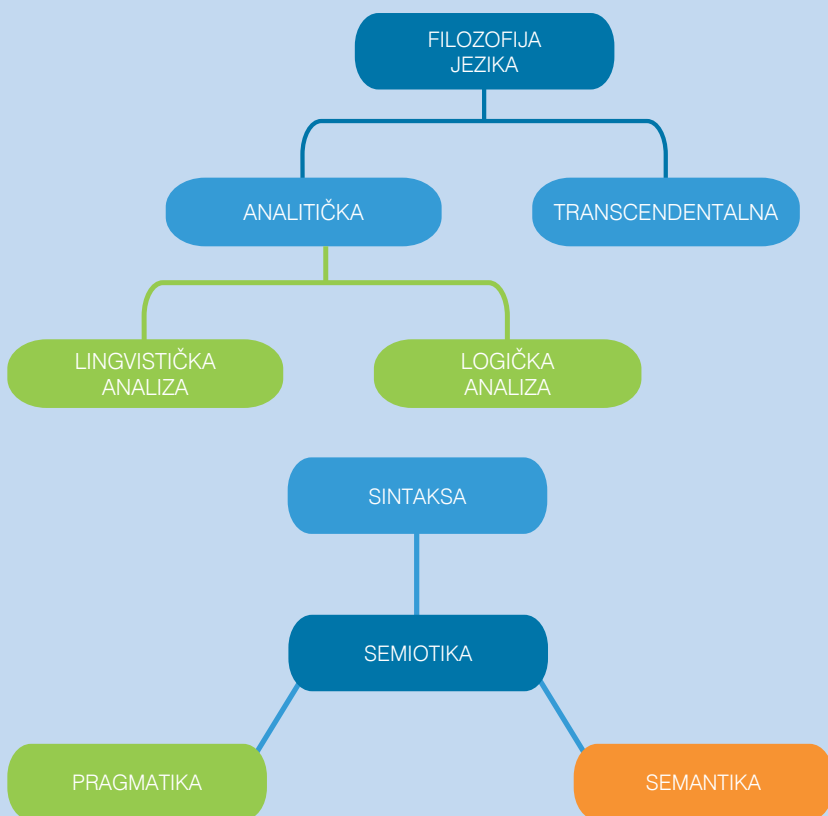 FILOZOFIJA
JEZIKA
ANALITIČKA
TRANSCENDENTALNA
LINGVISTIČKA
ANALIZA
LOGIČKA
ANALIZA
SINTAKSA
SEMIOTIKA
PRAGMATIKA
SEMANTIKA